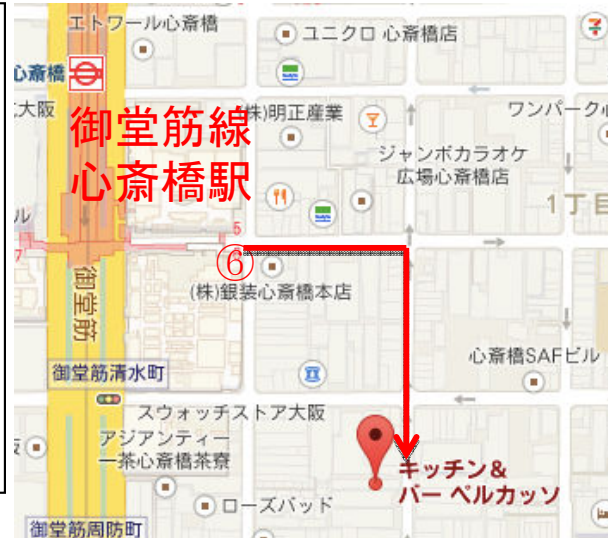 エトワール心斎橋
ユニクロ 心斎橋店
心斎橋
大阪
御堂筋線
心斎橋駅
株)明正産業
ワンパーク心
ジャンボカラオケ
広場心斎橋店
1丁目
ビル
5
7
⑥
(株)銀装心斎橋本店
御堂筋
御堂筋清水町
心斎橋SAFビル
スウォッチストア大阪
アジアンティー
一茶心斎橋茶寮
キッチン&
バー ペルカッソ
ローズバッド
御堂筋周防町